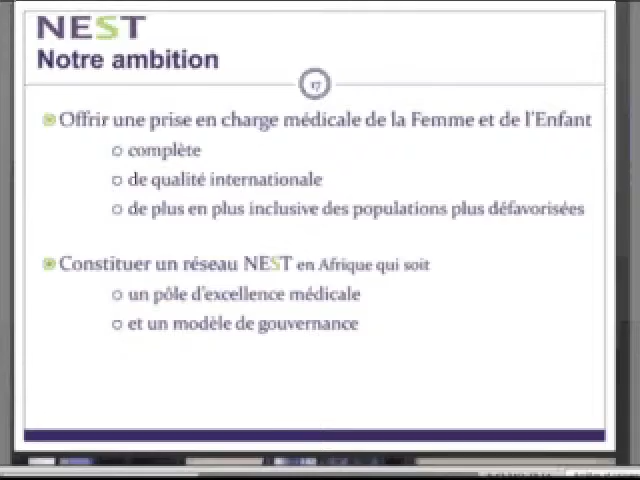 NEST
Notre ambition
17
Offrir une prise en charge médicale de la Femme et de l'Enfant
complète
de qualité internationale
de plus en plus inclusive des populations plus défavorisées
Constituer un réseau NEST en Afrique qui soit
un pôle d'excellence médicale
et un modèle de gouvernance